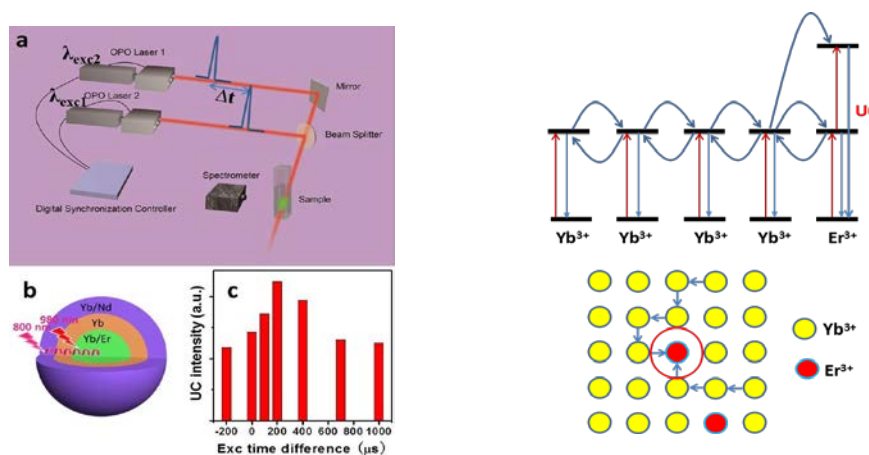 a
λexc2
OPO Laser 1
λexc1
OPO Laser 2
Δt
Mirror
Beam Splitter
Spectrometer
Sample
Digital Synchronization Controller
b
Yb/Nd
Yb
Yb/Er
980 nm
800 nm
c
UC intensity (a.u.)
-200 0 200 400 600 800 1000
Exc time difference (μs)
UC
Yb³⁺ Yb³⁺ Yb³⁺ Yb³⁺ Er³⁺
Yb³⁺
Er³⁺